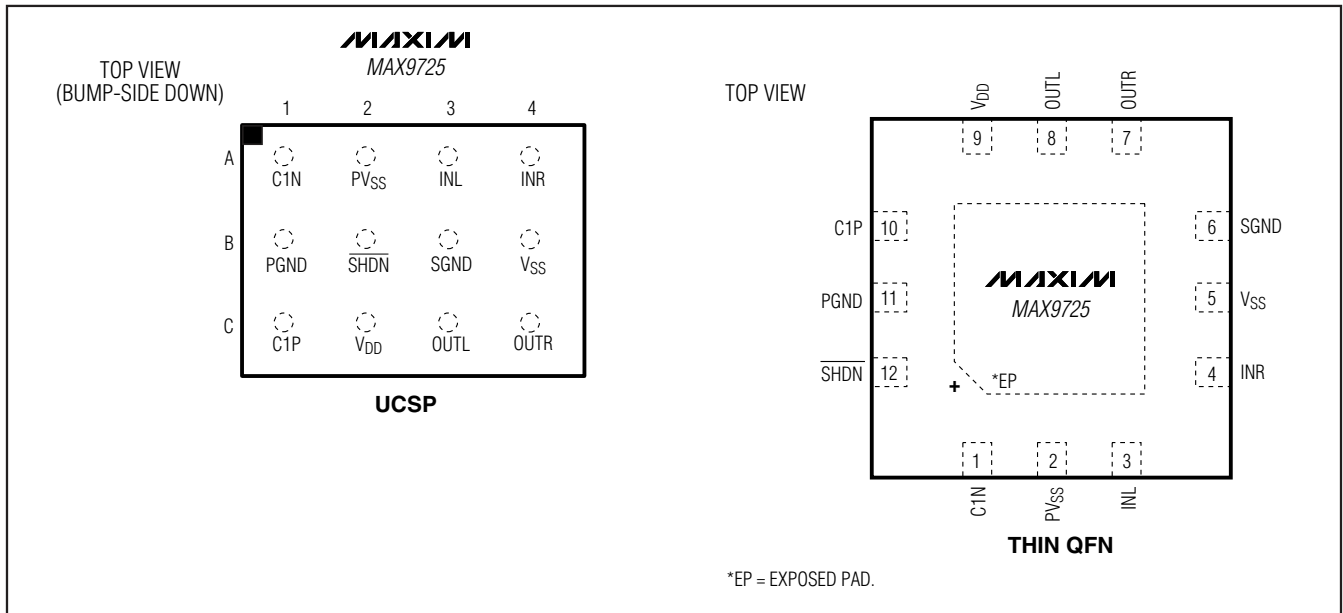 MAXIM
MAX9725
TOP VIEW
(BUMP-SIDE DOWN)
1 2 3 4
A
C1N PVSS INL INR
B
PGND SHDN SGND VSS
C
C1P VDD OUTL OUTR
UCSP
TOP VIEW
VDD OUTL OUTR
9 8 7
C1P 10 6 SGND
PGND 11 5 VSS
SHDN 12 4 INR
MAXIM
MAX9725
+ *EP
1 2 3
C1N PVSS INL
THIN QFN
*EP = EXPOSED PAD.